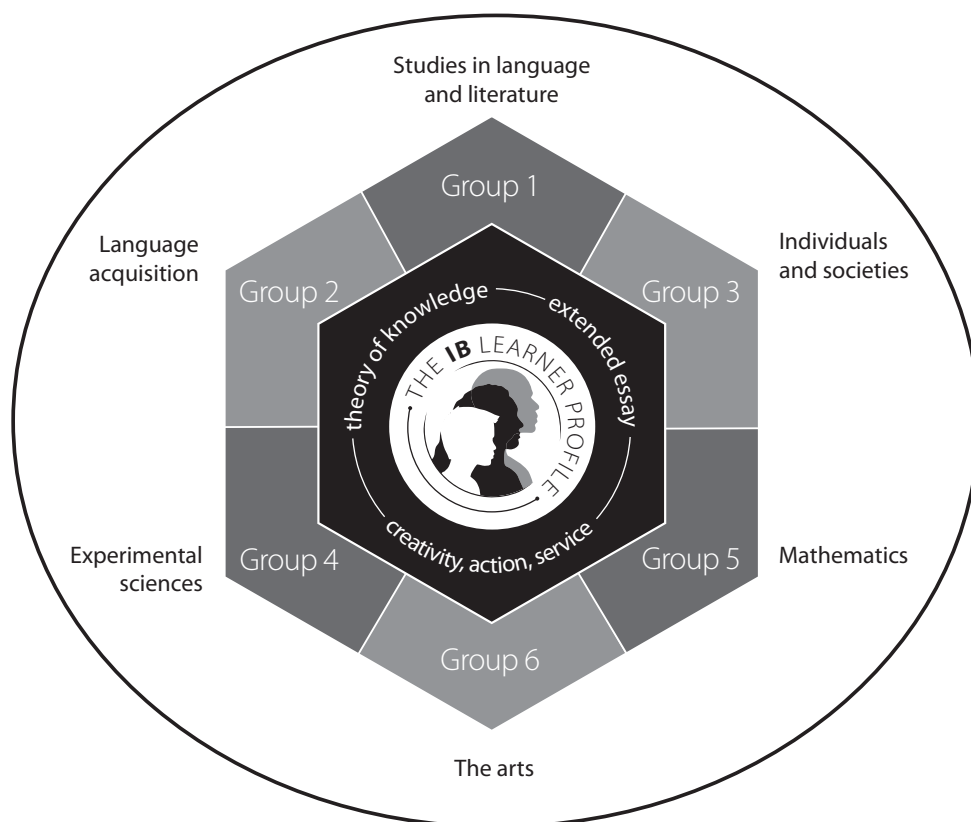 Studies in language
and literature
Group 1
Language
acquisition
Group 2
Individuals
and societies
Group 3
theory of knowledge
extended essay
THE IB LEARNER PROFILE
creativity, action, service
Experimental
sciences
Group 4
Group 5
Mathematics
Group 6
The arts